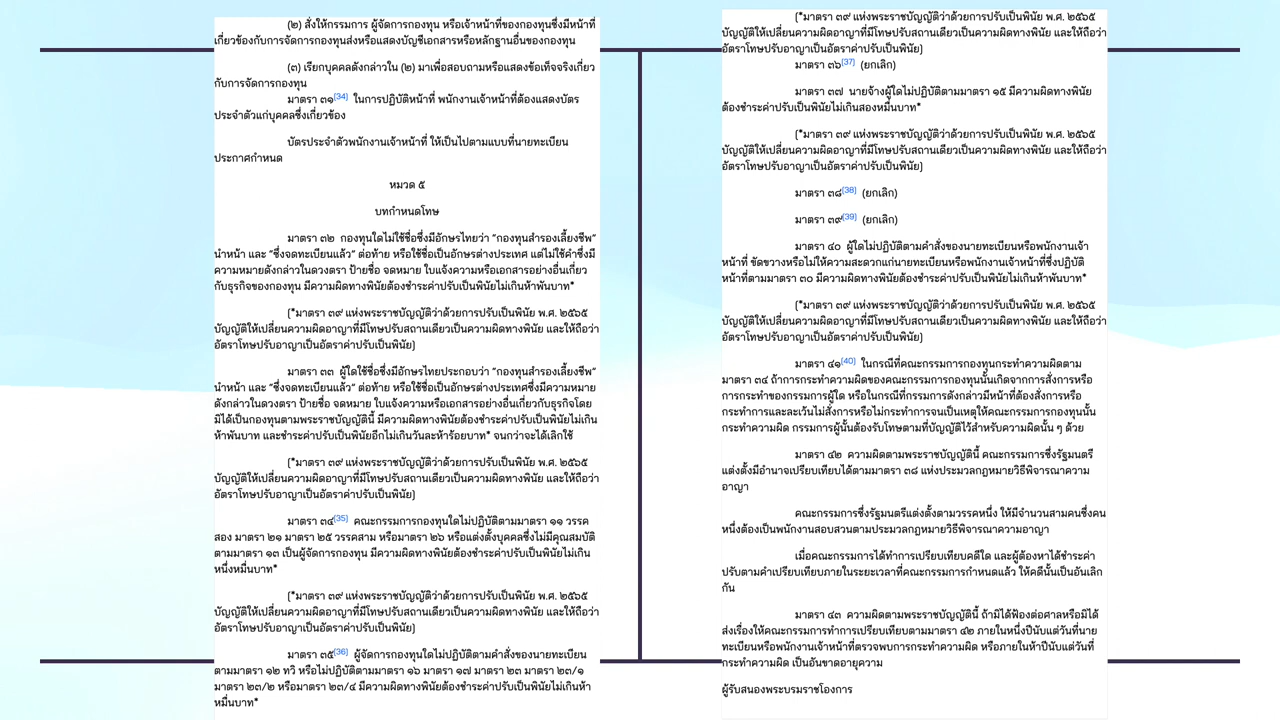 (๒) สั่งให้กรรมการ ผู้จัดการกองทุน หรือเจ้าหน้าที่ของกองทุนซึ่งมีหน้าที่
เกี่ยวข้องกับการจัดการกองทุนส่งหรือแสดงบัญชีเอกสารหรือหลักฐานอื่นของกองทุน
(๓) เรียกบุคคลดังกล่าวใน (๒) มาเพื่อสอบถามหรือแสดงข้อเท็จจริงเกี่ยว
กับการจัดการกองทุน
มาตรา ๓๑[34] ในการปฏิบัติหน้าที่ พนักงานเจ้าหน้าที่ต้องแสดงบัตร
ประจำตัวแก่บุคคลซึ่งเกี่ยวข้อง
บัตรประจำตัวพนักงานเจ้าหน้าที่ ให้เป็นไปตามแบบที่นายทะเบียน
ประกาศกำหนด
หมวด ๕
บทกำหนดโทษ
มาตรา ๓๒ กองทุนใดไม่ใช้ชื่อซึ่งมีอักษรไทยว่า “กองทุนสำรองเลี้ยงชีพ”
นำหน้า และ “ซึ่งจดทะเบียนแล้ว” ต่อท้าย หรือใช้ชื่อเป็นอักษรต่างประเทศ แต่ไม่ใช้คำซึ่งมี
ความหมายดังกล่าวในดวงตรา ป้ายชื่อ จดหมาย ใบแจ้งความหรือเอกสารอย่างอื่นเกี่ยว
กับธุรกิจของกองทุน มีความผิดทางพินัยต้องชำระค่าปรับเป็นพินัยไม่เกินห้าพันบาท*
(*มาตรา ๓๙ แห่งพระราชบัญญัติว่าด้วยการปรับเป็นพินัย พ.ศ. ๒๕๖๕
บัญญัติให้เปลี่ยนความผิดอาญาที่มีโทษปรับสถานเดียวเป็นความผิดทางพินัย และให้ถือว่า
อัตราโทษปรับอาญาเป็นอัตราค่าปรับเป็นพินัย)
มาตรา ๓๓ ผู้ใดใช้ชื่อซึ่งมีอักษรไทยประกอบว่า “กองทุนสำรองเลี้ยงชีพ”
นำหน้า และ “ซึ่งจดทะเบียนแล้ว” ต่อท้าย หรือใช้ชื่อเป็นอักษรต่างประเทศซึ่งมีความหมาย
ดังกล่าวในดวงตรา ป้ายชื่อ จดหมาย ใบแจ้งความหรือเอกสารอย่างอื่นเกี่ยวกับธุรกิจโดย
มิได้เป็นกองทุนตามพระราชบัญญัตินี้ มีความผิดทางพินัยต้องชำระค่าปรับเป็นพินัยไม่เกิน
ห้าพันบาท และชำระค่าปรับเป็นพินัยอีกไม่เกินวันละห้าร้อยบาท* จนกว่าจะได้เลิกใช้
(*มาตรา ๓๙ แห่งพระราชบัญญัติว่าด้วยการปรับเป็นพินัย พ.ศ. ๒๕๖๕
บัญญัติให้เปลี่ยนความผิดอาญาที่มีโทษปรับสถานเดียวเป็นความผิดทางพินัย และให้ถือว่า
อัตราโทษปรับอาญาเป็นอัตราค่าปรับเป็นพินัย)
มาตรา ๓๔[35] คณะกรรมการกองทุนใดไม่ปฏิบัติตามมาตรา ๑๑ วรรค
สอง มาตรา ๒๑ มาตรา ๒๕ วรรคสาม หรือมาตรา ๒๖ หรือแต่งตั้งบุคคลซึ่งไม่มีคุณสมบัติ
ตามมาตรา ๑๓ เป็นผู้จัดการกองทุน มีความผิดทางพินัยต้องชำระค่าปรับเป็นพินัยไม่เกิน
หนึ่งหมื่นบาท*
(*มาตรา ๓๙ แห่งพระราชบัญญัติว่าด้วยการปรับเป็นพินัย พ.ศ. ๒๕๖๕
บัญญัติให้เปลี่ยนความผิดอาญาที่มีโทษปรับสถานเดียวเป็นความผิดทางพินัย และให้ถือว่า
อัตราโทษปรับอาญาเป็นอัตราค่าปรับเป็นพินัย)
มาตรา ๓๕[36] ผู้จัดการกองทุนใดไม่ปฏิบัติตามคำสั่งของนายทะเบียน
ตามมาตรา ๑๒ ทวิ หรือไม่ปฏิบัติตามมาตรา ๑๖ มาตรา ๑๗ มาตรา ๒๓ มาตรา ๒๓/๑
มาตรา ๒๓/๒ หรือมาตรา ๒๓/๔ มีความผิดทางพินัยต้องชำระค่าปรับเป็นพินัยไม่เกินห้า
หมื่นบาท*
(*มาตรา ๓๙ แห่งพระราชบัญญัติว่าด้วยการปรับเป็นพินัย พ.ศ. ๒๕๖๕
บัญญัติให้เปลี่ยนความผิดอาญาที่มีโทษปรับสถานเดียวเป็นความผิดทางพินัย และให้ถือว่า
อัตราโทษปรับอาญาเป็นอัตราค่าปรับเป็นพินัย)
มาตรา ๓๖[37] (ยกเลิก)
มาตรา ๓๗ นายจ้างผู้ใดไม่ปฏิบัติตามมาตรา ๑๕ มีความผิดทางพินัย
ต้องชำระค่าปรับเป็นพินัยไม่เกินสองหมื่นบาท*
(*มาตรา ๓๙ แห่งพระราชบัญญัติว่าด้วยการปรับเป็นพินัย พ.ศ. ๒๕๖๕
บัญญัติให้เปลี่ยนความผิดอาญาที่มีโทษปรับสถานเดียวเป็นความผิดทางพินัย และให้ถือว่า
อัตราโทษปรับอาญาเป็นอัตราค่าปรับเป็นพินัย)
มาตรา ๓๘[38] (ยกเลิก)
มาตรา ๓๙[39] (ยกเลิก)
มาตรา ๔๐ ผู้ใดไม่ปฏิบัติตามคำสั่งของนายทะเบียนหรือพนักงานเจ้า
หน้าที่ ขัดขวางหรือไม่ให้ความสะดวกแก่นายทะเบียนหรือพนักงานเจ้าหน้าที่ซึ่งปฏิบัติ
หน้าที่ตามมาตรา ๓๐ มีความผิดทางพินัยต้องชำระค่าปรับเป็นพินัยไม่เกินห้าพันบาท*
(*มาตรา ๓๙ แห่งพระราชบัญญัติว่าด้วยการปรับเป็นพินัย พ.ศ. ๒๕๖๕
บัญญัติให้เปลี่ยนความผิดอาญาที่มีโทษปรับสถานเดียวเป็นความผิดทางพินัย และให้ถือว่า
อัตราโทษปรับอาญาเป็นอัตราค่าปรับเป็นพินัย)
มาตรา ๔๑[40] ในกรณีที่คณะกรรมการกองทุนกระทำความผิดตาม
มาตรา ๓๔ ถ้าการกระทำความผิดของคณะกรรมการกองทุนนั้นเกิดจากการสั่งการหรือ
การกระทำของกรรมการผู้ใด หรือในกรณีที่กรรมการดังกล่าวมีหน้าที่ต้องสั่งการหรือ
กระทำการและละเว้นไม่สั่งการหรือไม่กระทำการจนเป็นเหตุให้คณะกรรมการกองทุนนั้น
กระทำความผิด กรรมการผู้นั้นต้องรับโทษตามที่บัญญัติไว้สำหรับความผิดนั้น ๆ ด้วย
มาตรา ๔๒ ความผิดตามพระราชบัญญัตินี้ คณะกรรมการซึ่งรัฐมนตรี
แต่งตั้งมีอำนาจเปรียบเทียบได้ตามมาตรา ๓๘ แห่งประมวลกฎหมายวิธีพิจารณาความ
อาญา
คณะกรรมการซึ่งรัฐมนตรีแต่งตั้งตามวรรคหนึ่ง ให้มีจำนวนสามคนซึ่งคน
หนึ่งต้องเป็นพนักงานสอบสวนตามประมวลกฎหมายวิธีพิจารณาความอาญา
เมื่อคณะกรรมการได้ทำการเปรียบเทียบคดีใด และผู้ต้องหาได้ชำระค่า
ปรับตามคำเปรียบเทียบภายในระยะเวลาที่คณะกรรมการกำหนดแล้ว ให้คดีนั้นเป็นอันเลิก
กัน
มาตรา ๔๓ ความผิดตามพระราชบัญญัตินี้ ถ้ามิได้ฟ้องต่อศาลหรือมิได้
ส่งเรื่องให้คณะกรรมการทำการเปรียบเทียบตามมาตรา ๔๒ ภายในหนึ่งปีนับแต่วันที่นาย
ทะเบียนหรือพนักงานเจ้าหน้าที่ตรวจพบการกระทำความผิด หรือภายในห้าปีนับแต่วันที่
กระทำความผิด เป็นอันขาดอายุความ
ผู้รับสนองพระบรมราชโองการ